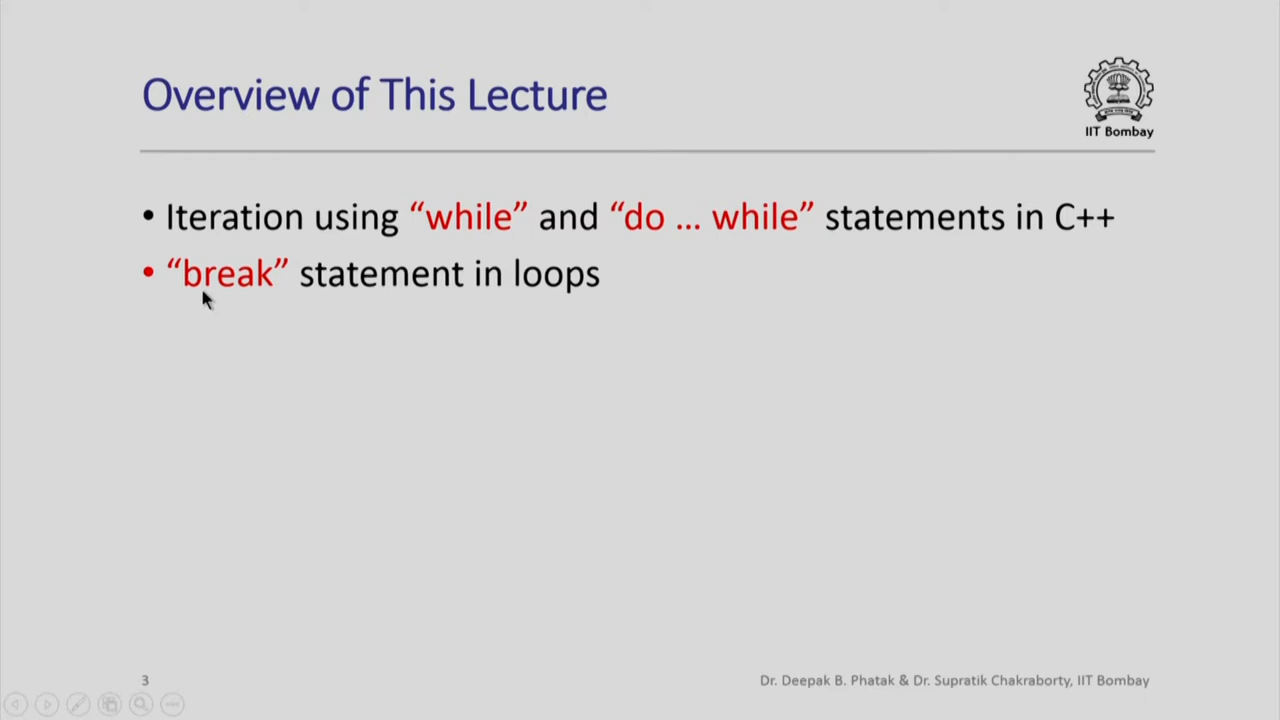 Overview of This Lecture
IIT Bombay
• Iteration using “while” and “do ... while” statements in C++
• “break” statement in loops
3
Dr. Deepak B. Phatak & Dr. Supratik Chakraborty, IIT Bombay